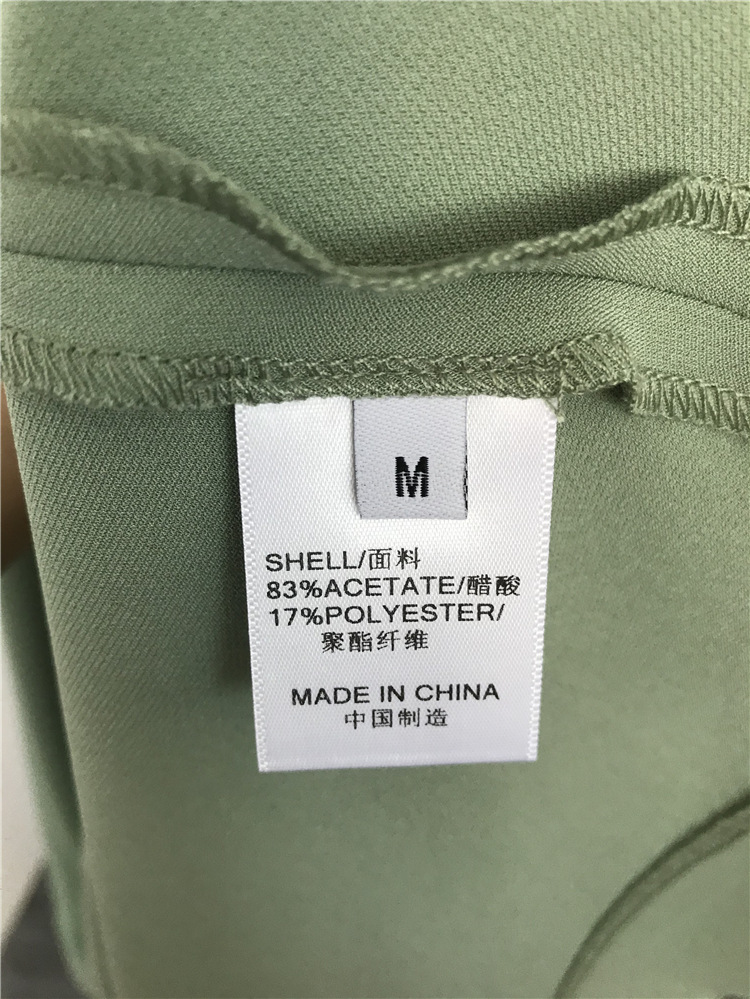 M
SHELL/面料
83%ACETATE/醋酸
17%POLYESTER/
聚酯纤维
MADE IN CHINA
中国制造